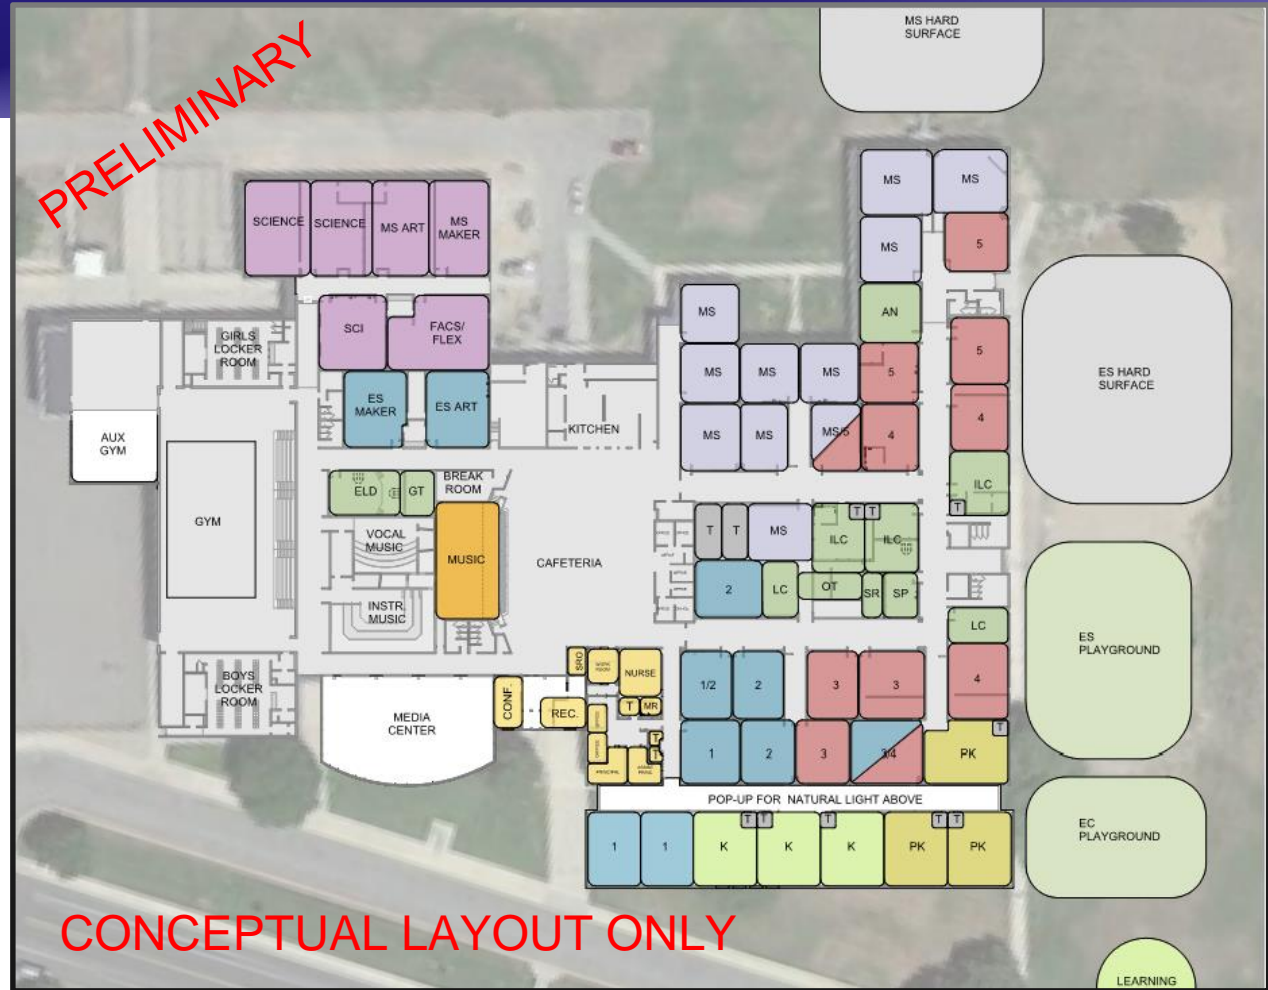 MS HARD
SURFACE
PRELIMINARY
MS
MS
SCIENCE
SCIENCE
MS ART
MS
MAKER
MS
5
AN
MS
SCI
FACS/
FLEX
GIRLS
LOCKER
ROOM
5
ES HARD
SURFACE
MS
MS
MS
5
ES
MAKER
ES ART
4
AUX
GYM
KITCHEN
MS
MS
MS/5
4
BREAK
ROOM
ELD
GT
ILC
T
GYM
VOCAL
MUSIC
MUSIC
CAFETERIA
T
T
MS
T
T
ILC
ILC
2
LC
OT
SR
SP
INSTR.
MUSIC
LC
ES
PLAYGROUND
SRO
WORK
ROOM
NURSE
1/2
2
3
3
4
BOYS
LOCKER
ROOM
CONF.
REC.
T
MR
MEDIA
CENTER
OFFICE
OFFICE
T
T
1
2
3
3/4
PK
T
PRINCIPAL
POP-UP FOR NATURAL LIGHT ABOVE
EC
PLAYGROUND
T
T
T
T
T
1
1
K
K
K
PK
PK
CONCEPTUAL LAYOUT ONLY
LEARNING